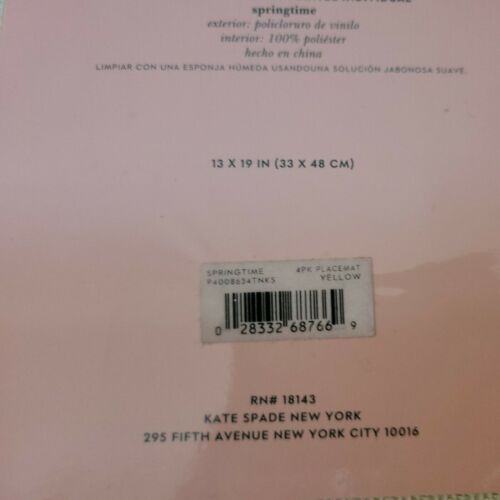 springtime
exterior: policloruro de vinilo
interior: 100% poliéster
hecho en china
LIMPIAR CON UNA ESPONJA HÚMEDA USANDOUNA SOLUCIÓN JABONOSA SUAVE.
13 X 19 IN (33 X 48 CM)
SPRINGTIME 4PK PLACEMAT
P4008634TNKS YELLOW
0 28332 68766 9
RN# 18143
KATE SPADE NEW YORK
295 FIFTH AVENUE NEW YORK CITY 10016